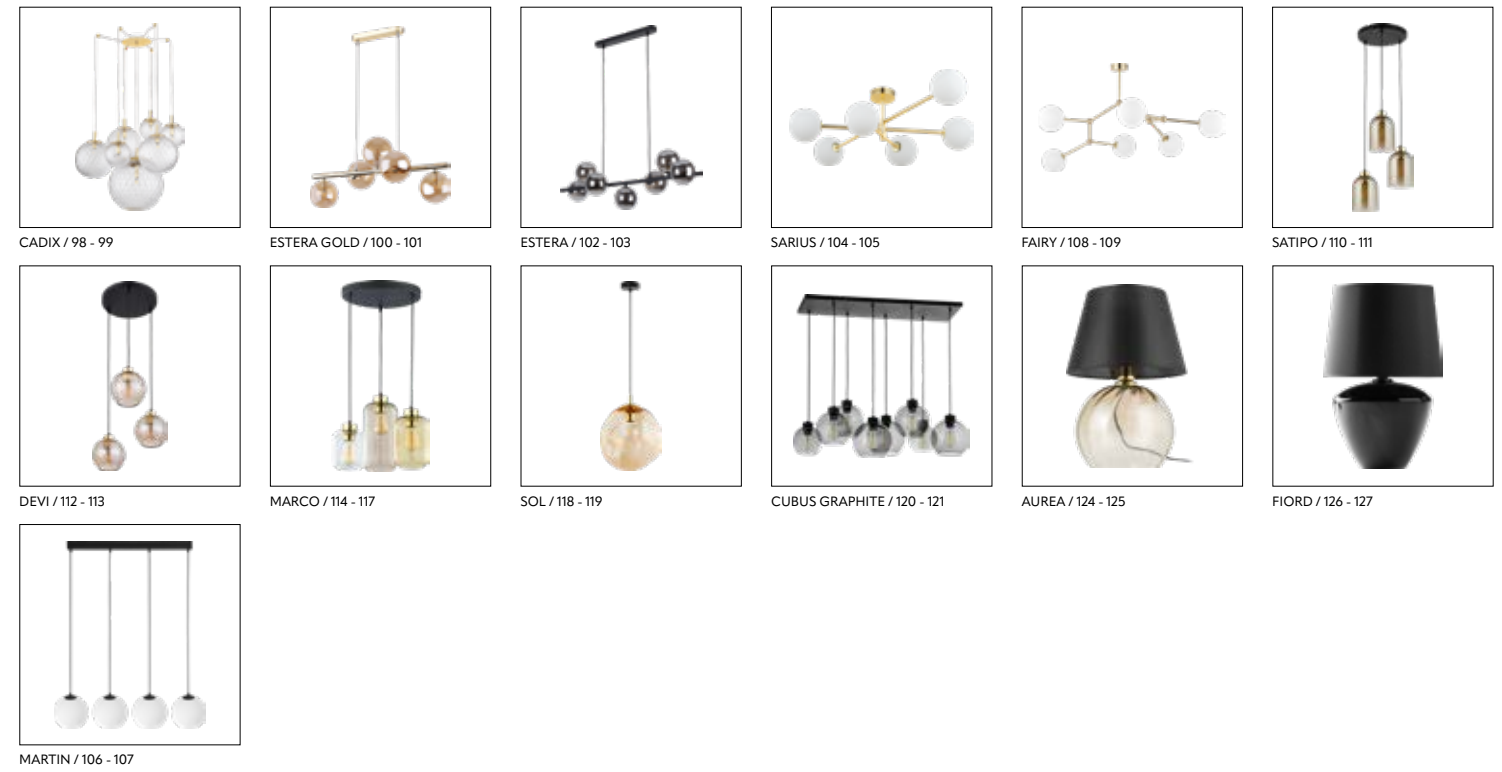 CADIX / 98 - 99
ESTERA GOLD / 100 - 101
ESTERA / 102 - 103
SARIUS / 104 - 105
FAIRY / 108 - 109
SATIPO / 110 - 111
DEVI / 112 - 113
MARCO / 114 - 117
SOL / 118 - 119
CUBUS GRAPHITE / 120 - 121
AUREA / 124 - 125
FIORD / 126 - 127
MARTIN / 106 - 107